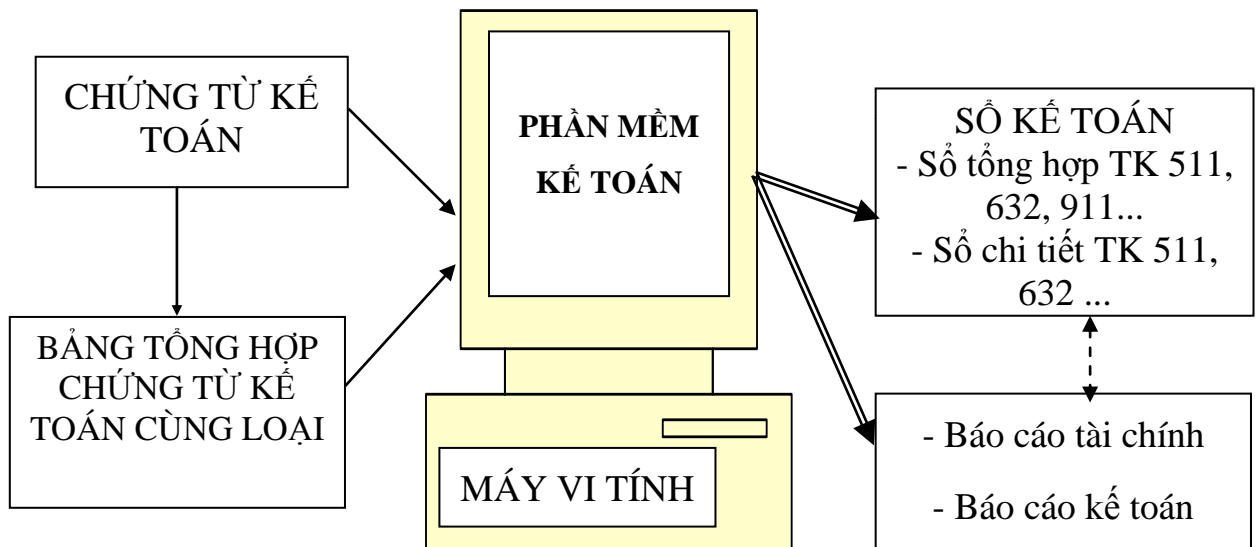 CHỨNG TỪ KẾ
TOÁN
BẢNG TỔNG HỢP
CHỨNG TỪ KẾ
TOÁN CÙNG LOẠI
PHẦN MỀM
KẾ TOÁN
MÁY VI TÍNH
SỔ KẾ TOÁN
- Sổ tổng hợp TK 511,
632, 911...
- Sổ chi tiết TK 511,
632 ...
- Báo cáo tài chính
- Báo cáo kế toán